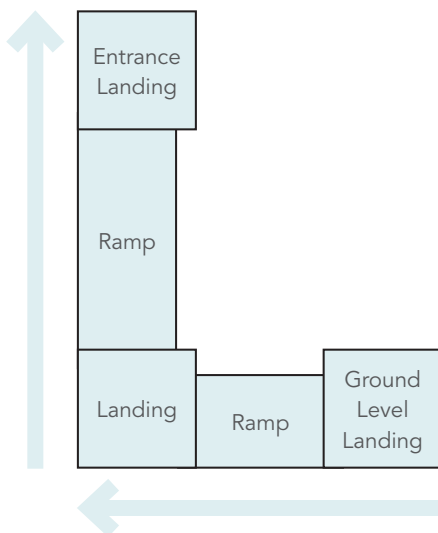 Entrance
Landing
Ramp
Landing
Ramp
Ground
Level
Landing